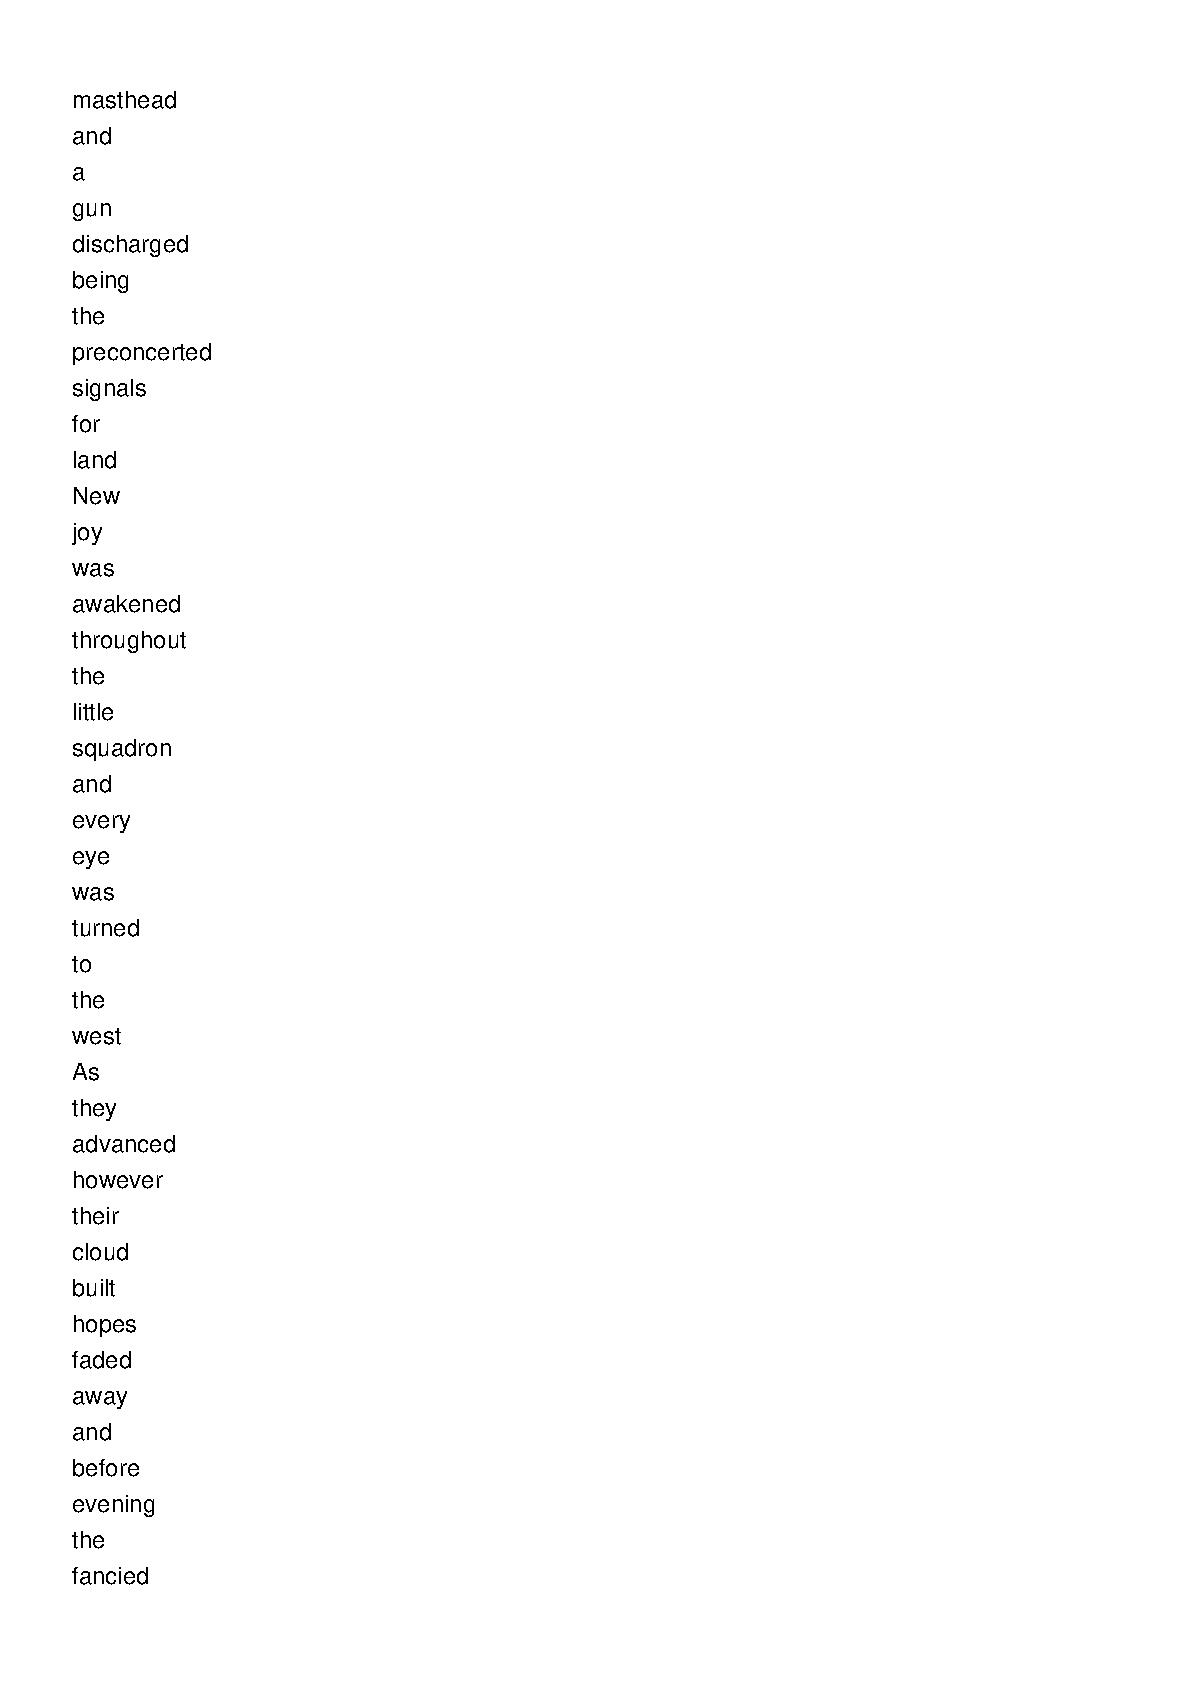 masthead
and
a
gun
discharged
being
the
preconcerted
signals
for
land
New
joy
was
awakened
throughout
the
little
squadron
and
every
eye
was
turned
to
the
west
As
they
advanced
however
their
cloud
built
hopes
faded
away
and
before
evening
the
fancied